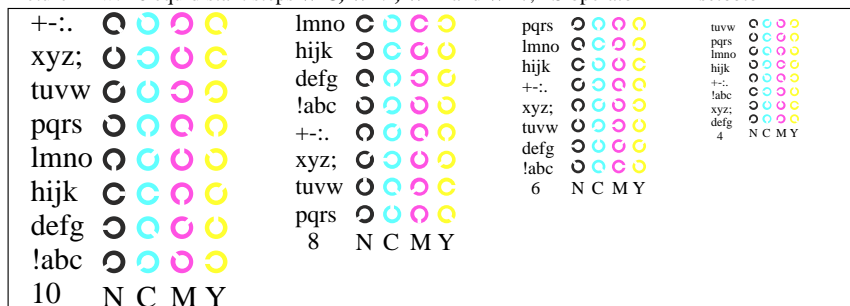 +-:.
xyz;
tuvw
pqrs
lmno
hijk
defg
!abc
10 N C M Y
lmno
hijk
defg
!abc
+-:.
xyz;
tuvw
pqrs
8 N C M Y
pqrs
lmno
hijk
+-:.
xyz;
tuvw
defg
!abc
6 N C M Y
tuvw
pqrs
lmno
hijk
+-:.
!abc
xyz;
defg
4 N C M Y